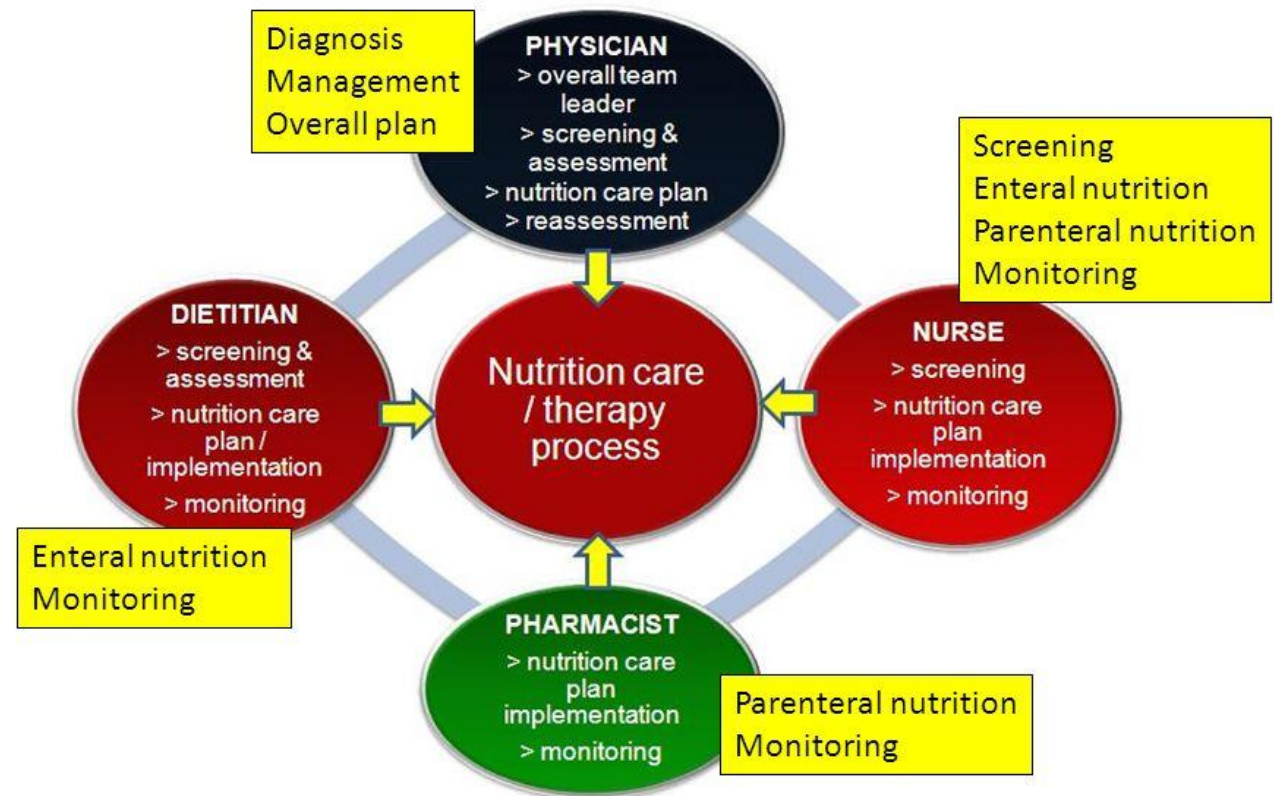 Diagnosis
Management
Overall plan
PHYSICIAN
> overall team
leader
> screening &
assessment
> nutrition care plan
> reassessment
Screening
Enteral nutrition
Parenteral nutrition
Monitoring
DIETITIAN
> screening &
assessment
> nutrition care
plan /
implementation
> monitoring
Nutrition care
/ therapy
process
NURSE
> screening
> nutrition care
plan
implementation
> monitoring
Enteral nutrition
Monitoring
PHARMACIST
> nutrition care
plan
implementation
> monitoring
Parenteral nutrition
Monitoring